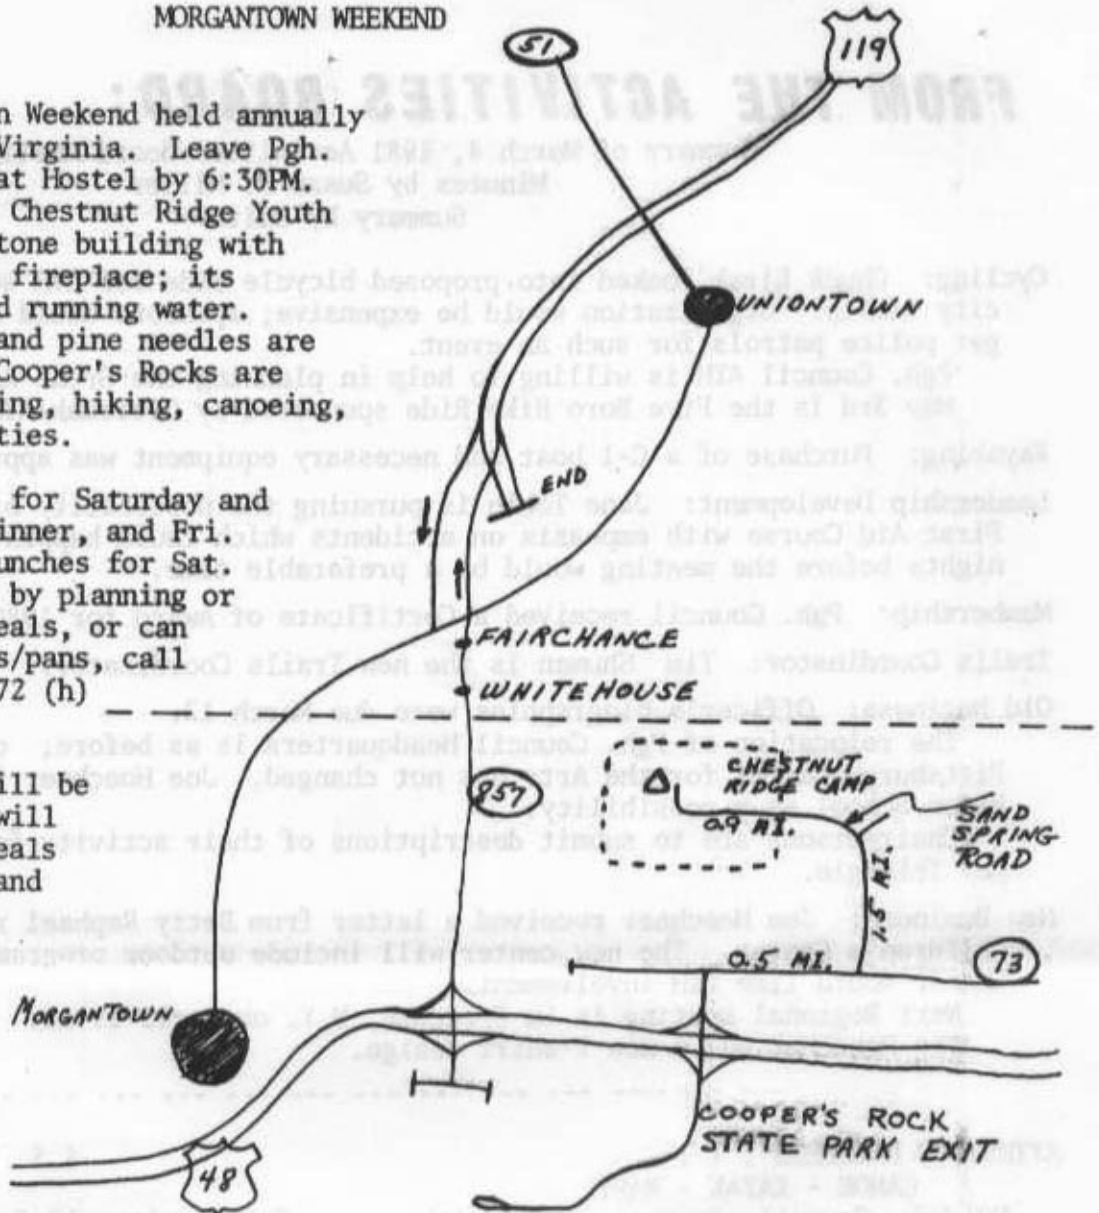 MORGANTOWN WEEKEND
n Weekend held annually
Virginia. Leave Pgh.
at Hostel by 6:30PM.
Chestnut Ridge Youth
tone building with
fireplace; its
d running water.
and pine needles are
Cooper's Rocks are
ing, hiking, canoeing,
ties.
for Saturday and
inner, and Fri.
unches for Sat.
by planning or
eals, or can
s/pans, call
72 (h)
ill be
will
eals
and
51
119
UNIONTOWN
END
FAIRCHANCE
WHITEHOUSE
857
CHESTNUT
RIDGE CAMP
0.9 MI.
SAND
SPRING
ROAD
1.5 MI.
0.5 MI.
73
MORGANTOWN
COOPER'S ROCK
STATE PARK EXIT
48